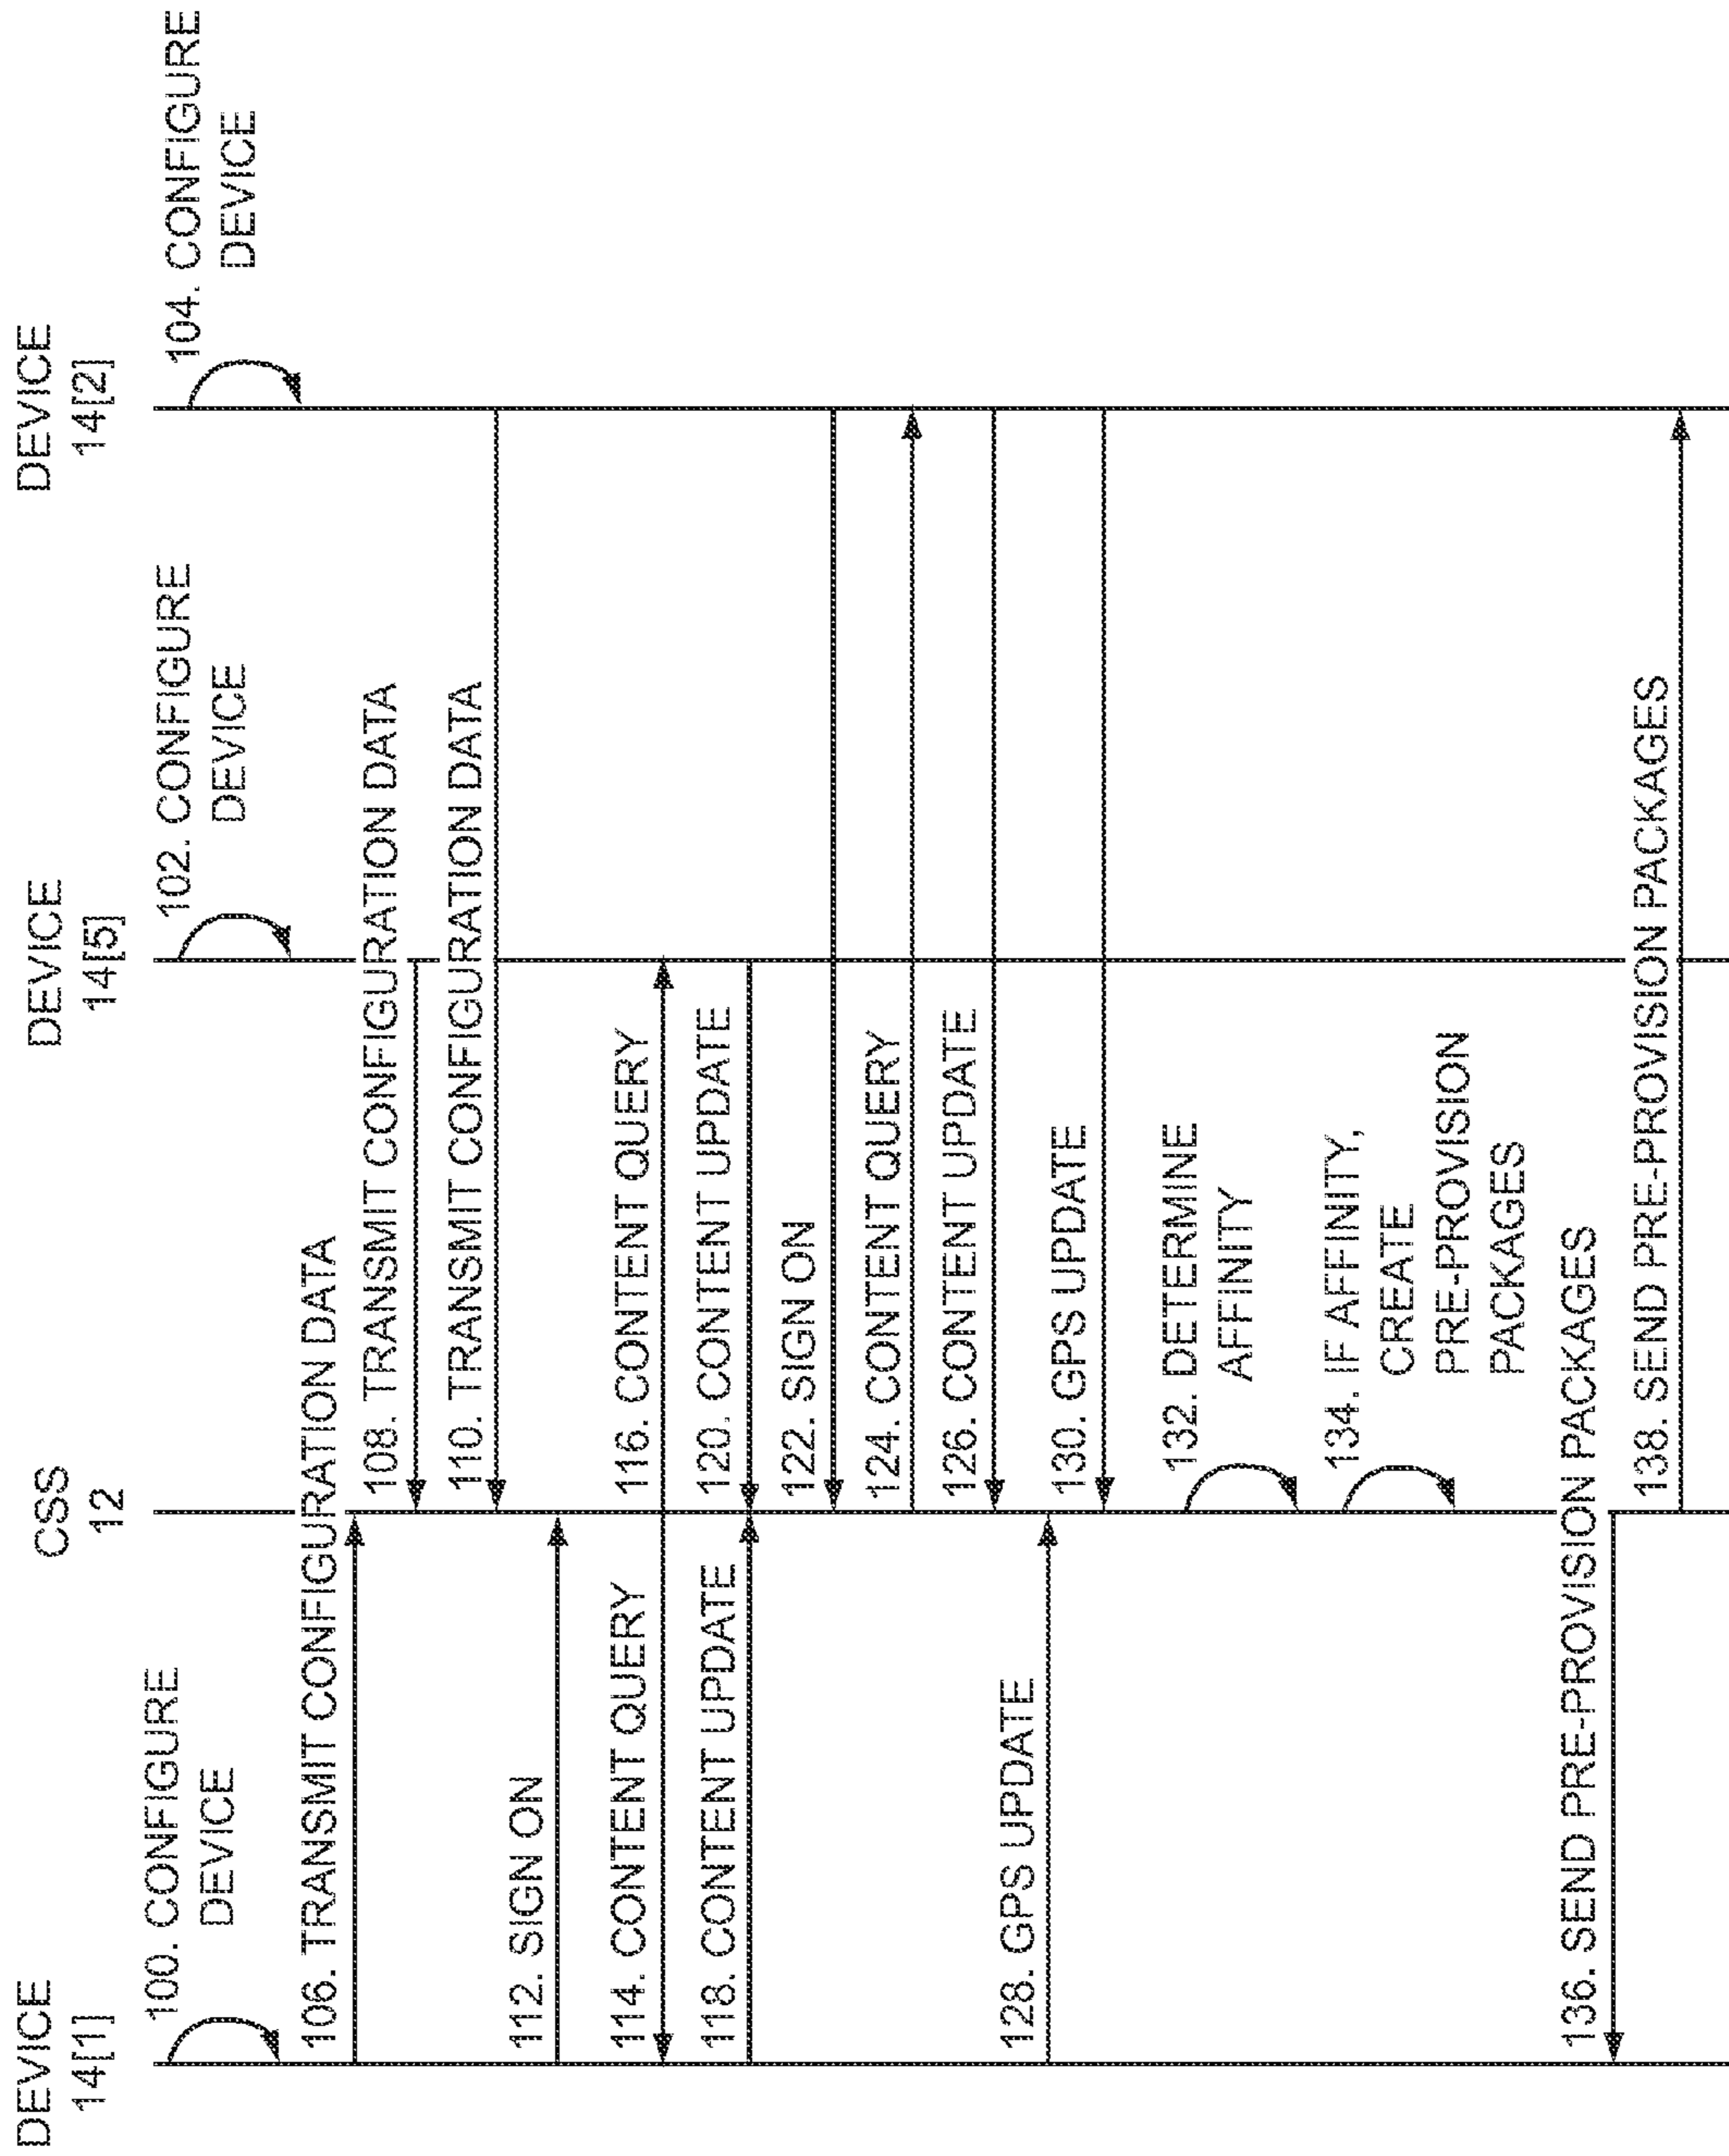 DEVICE
14[1]
CSS
12
DEVICE
14[5]
DEVICE
14[2]
100. CONFIGURE
DEVICE
102. CONFIGURE
DEVICE
104. CONFIGURE
DEVICE
106. TRANSMIT CONFIGURATION DATA
108. TRANSMIT CONFIGURATION DATA
110. TRANSMIT CONFIGURATION DATA
112. SIGN ON
114. CONTENT QUERY
116. CONTENT QUERY
118. CONTENT UPDATE
120. CONTENT UPDATE
122. SIGN ON
124. CONTENT QUERY
126. CONTENT UPDATE
128. GPS UPDATE
130. GPS UPDATE
132. DETERMINE
AFFINITY
134. IF AFFINITY,
CREATE
PRE-PROVISION
PACKAGES
136. SEND PRE-PROVISION PACKAGES
138. SEND PRE-PROVISION PACKAGES